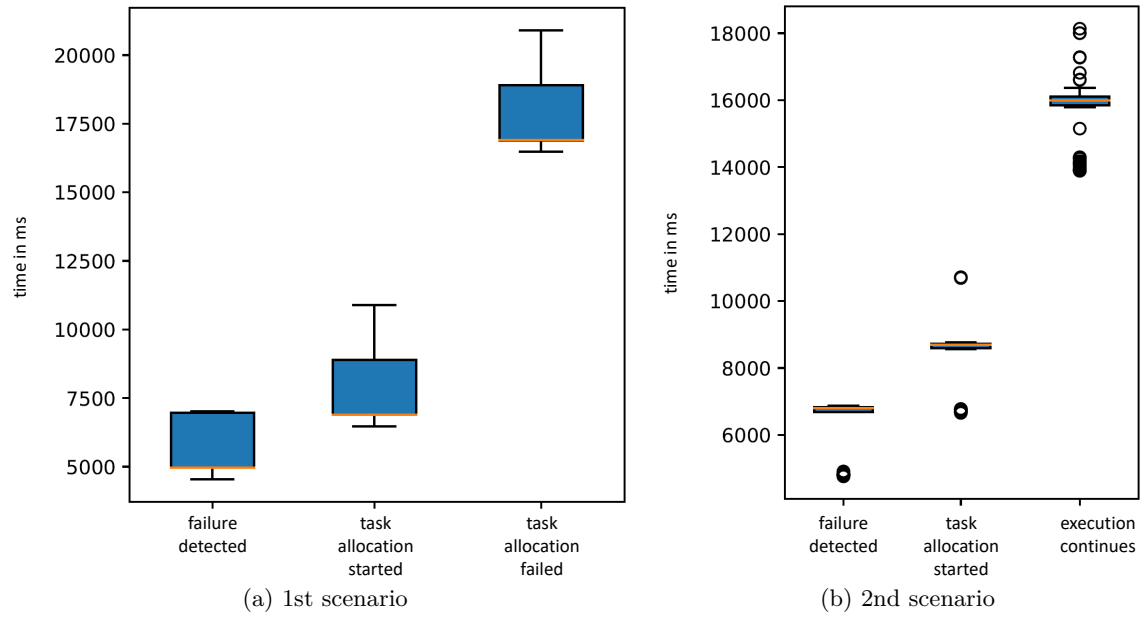 20000
17500
15000
12500
10000
7500
5000
time in ms
failure
detected
task
allocation
started
task
allocation
failed
(a) 1st scenario
18000
16000
14000
12000
10000
8000
6000
time in ms
failure
detected
task
allocation
started
execution
continues
(b) 2nd scenario